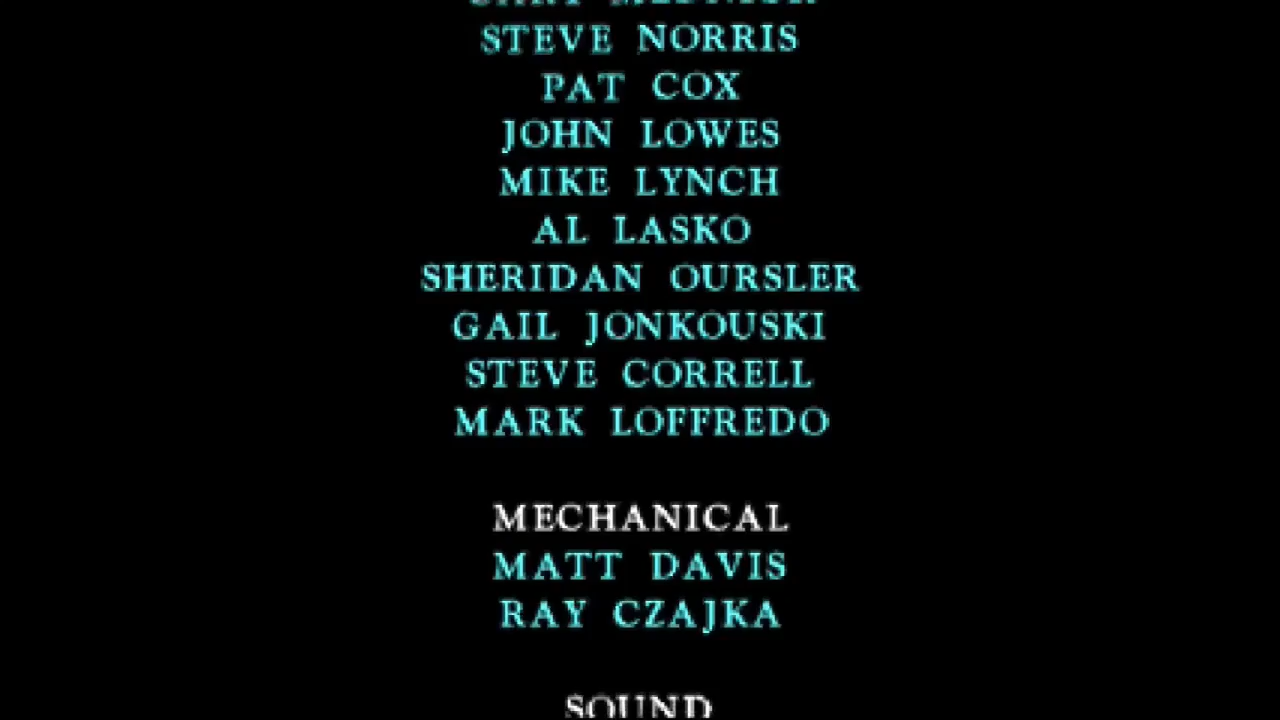 STEVE NORRIS
PAT COX
JOHN LOWES
MIKE LYNCH
AL LASKO
SHERIDAN OURSLER
GAIL JONKOUSKI
STEVE CORRELL
MARK LOFFREDO
MECHANICAL
MATT DAVIS
RAY CZAJKA
SOUND